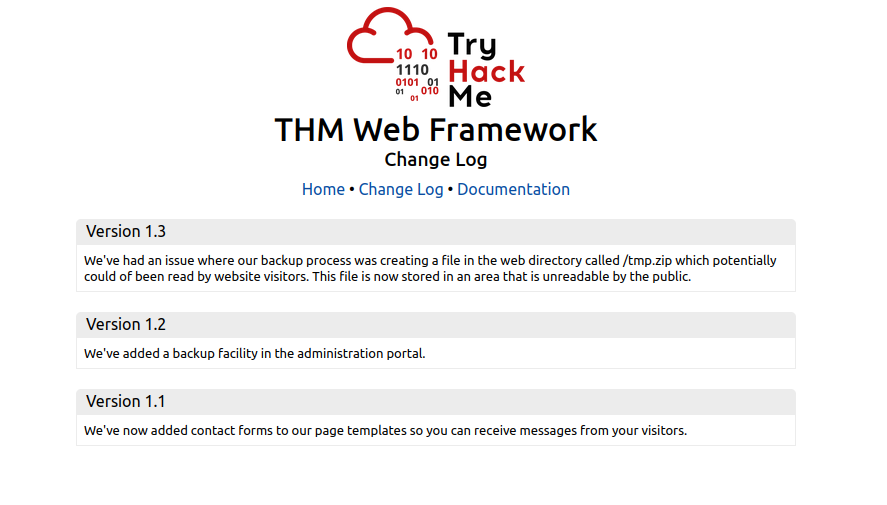 10 10
1110
0101 01
01 010
01
Try
Hack
Me
THM Web Framework
Change Log
Home • Change Log • Documentation
Version 1.3
We've had an issue where our backup process was creating a file in the web directory called /tmp.zip which potentially
could of been read by website visitors. This file is now stored in an area that is unreadable by the public.
Version 1.2
We've added a backup facility in the administration portal.
Version 1.1
We've now added contact forms to our page templates so you can receive messages from your visitors.